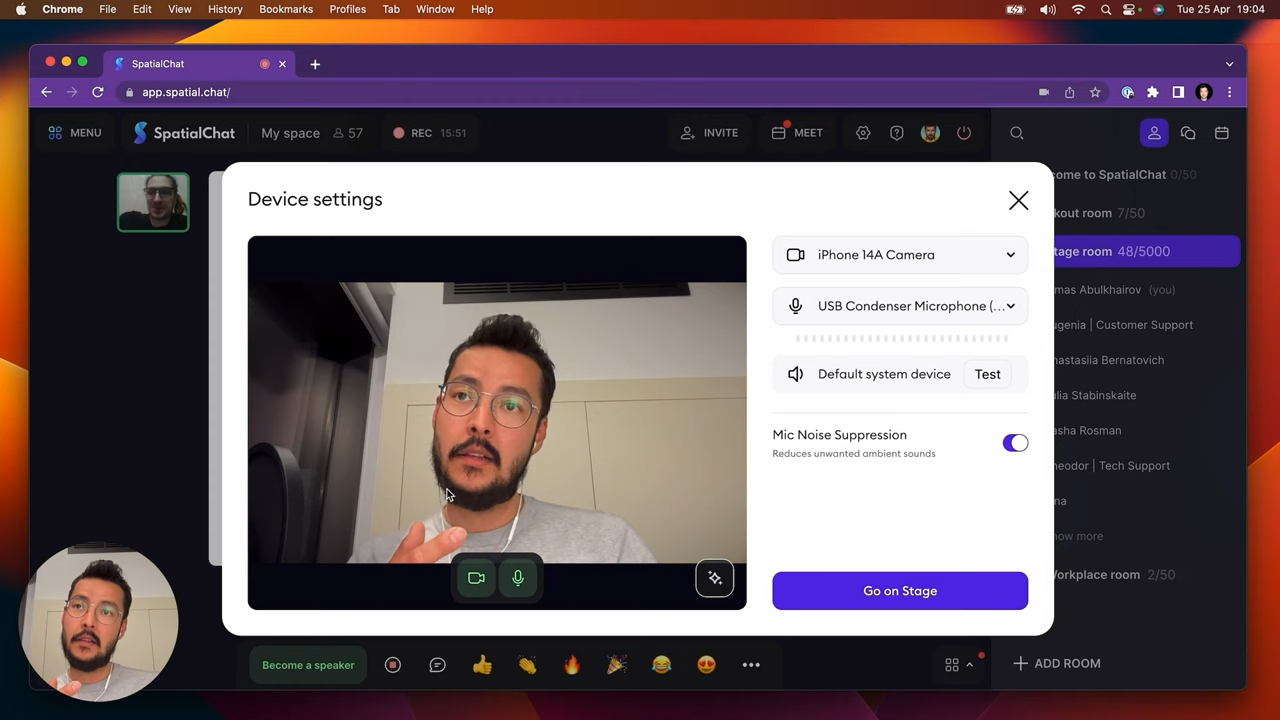 Chrome File Edit View History Bookmarks Profiles Tab Window Help Tue 25 Apr 19:04
SpatialChat
app.spatial.chat/
MENU SpatialChat My space 57 REC 15:51 INVITE MEET
Device settings
iPhone 14A Camera
USB Condenser Microphone (...
Default system device Test
Mic Noise Suppression
Reduces unwanted ambient sounds
Go on Stage
come to SpatialChat 0/50
kout room 7/50
tage room 48/5000
mas Abulkhairov (you)
ugenia | Customer Support
nastasiia Bernatovich
lia Stabinskaite
asha Rosman
heodor | Tech Support
na
how more
orkplace room 2/50
Become a speaker
ADD ROOM